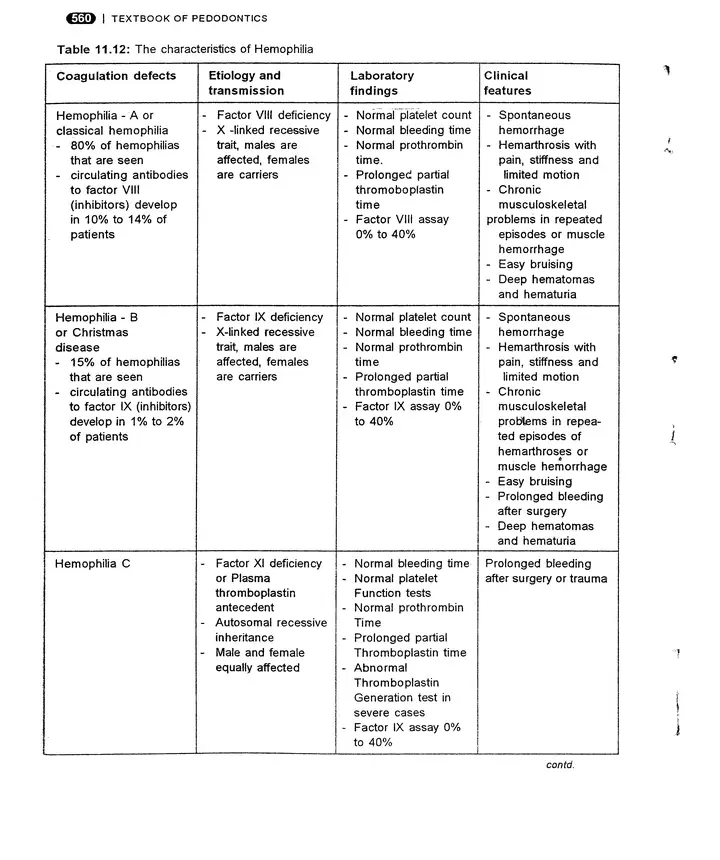 560 | TEXTBOOK OF PEDODONTICS
Table 11.12: The characteristics of Hemophilia
Coagulation defects
Etiology and
transmission
Laboratory
findings
Clinical
features
Hemophilia - A or
classical hemophilia
- 80% of hemophilias
that are seen
- circulating antibodies
to factor VIII
(inhibitors) develop
in 10% to 14% of
patients
- Factor VIII deficiency
- X -linked recessive
trait, males are
affected, females
are carriers
- Normal platelet count
- Normal bleeding time
- Normal prothrombin
time.
- Prolonged partial
thromoboplastin
time
- Factor VIII assay
0% to 40%
- Spontaneous
hemorrhage
- Hemarthrosis with
pain, stiffness and
limited motion
- Chronic
musculoskeletal
problems in repeated
episodes or muscle
hemorrhage
- Easy bruising
- Deep hematomas
and hematuria
Hemophilia - B
or Christmas
disease
- 15% of hemophilias
that are seen
- circulating antibodies
to factor IX (inhibitors)
develop in 1% to 2%
of patients
- Factor IX deficiency
- X-linked recessive
trait, males are
affected, females
are carriers
- Normal platelet count
- Normal bleeding time
- Normal prothrombin
time
- Prolonged partial
thromboplastin time
- Factor IX assay 0%
to 40%
- Spontaneous
hemorrhage
- Hemarthrosis with
pain, stiffness and
limited motion
- Chronic
musculoskeletal
problems in repea-
ted episodes of
hemarthroses or
muscle hemorrhage
- Easy bruising
- Prolonged bleeding
after surgery
- Deep hematomas
and hematuria
Hemophilia C
- Factor XI deficiency
or Plasma
thromboplastin
antecedent
- Autosomal recessive
inheritance
- Male and female
equally affected
- Normal bleeding time
- Normal platelet
Function tests
- Normal prothrombin
Time
- Prolonged partial
Thromboplastin time
- Abnormal
Thromboplastin
Generation test in
severe cases
- Factor IX assay 0%
to 40%
Prolonged bleeding
after surgery or trauma
contd.